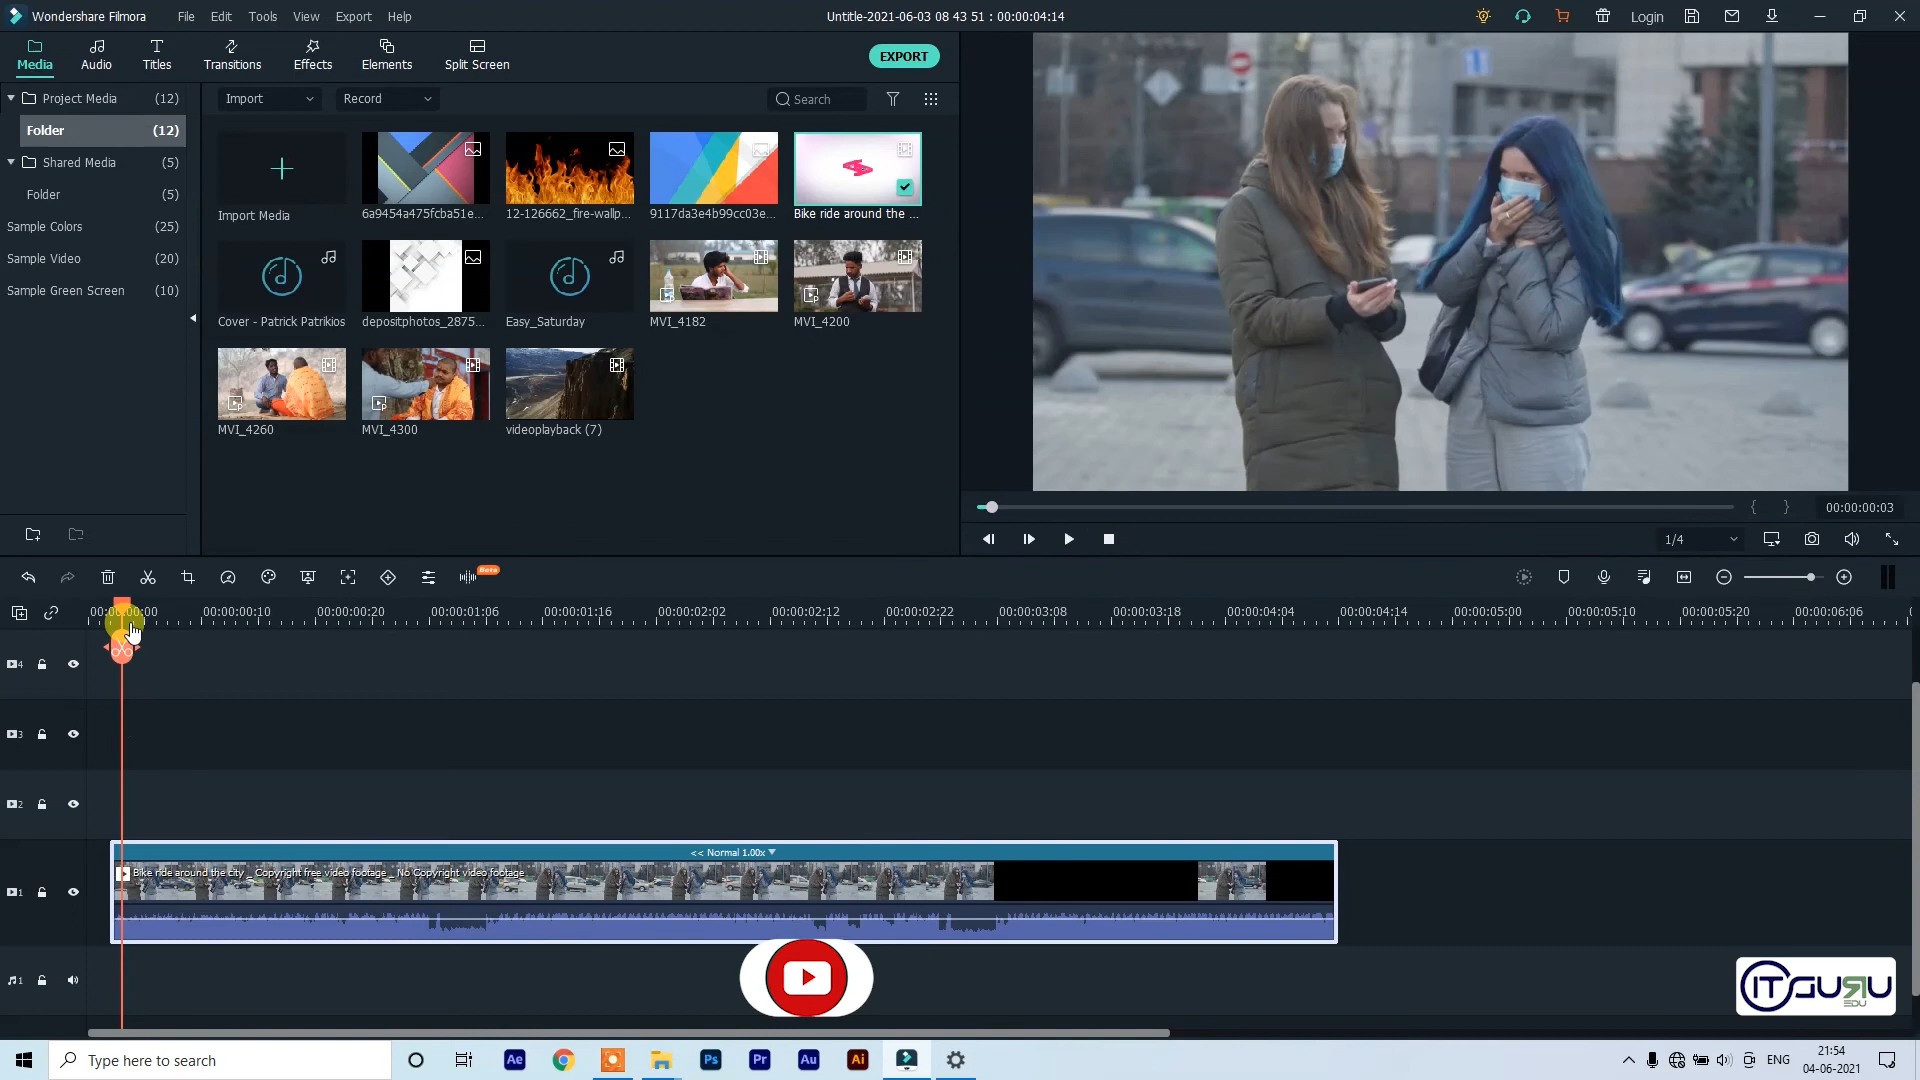 Wondershare Filmora
File Edit Tools View Export Help
Untitle-2021-06-03 08 43 51 : 00:00:04:14
Login
Media Audio Titles Transitions Effects Elements Split Screen
EXPORT
Project Media (12)
Folder (12)
Shared Media (5)
Folder (5)
Sample Colors (25)
Sample Video (20)
Sample Green Screen (10)
Import
Record
Search
Import Media
6a9454a475fcba51e...
12-126662_fire-wallp...
9117da3e4b99cc03e...
Bike ride around the ...
Cover - Patrick Patrikios
depositphotos_2875...
Easy_Saturday
MVI_4182
MVI_4200
MVI_4260
MVI_4300
videoplayback (7)
{ } 00:00:00:03
1/4
Beta
00:00:00:00 00:00:00:10 00:00:00:20 00:00:01:06 00:00:01:16 00:00:02:02 00:00:02:12 00:00:02:22 00:00:03:08 00:00:03:18 00:00:04:04 00:00:04:14 00:00:05:00 00:00:05:10 00:00:05:20 00:00:06:06
4
3
2
<< Normal 1.00x
Bike ride around the city _ Copyright free video footage _ No Copyright video footage
1
1
ITGURU
EDU
Type here to search
Ae
Ps
Pr
Au
Ai
ENG
21:54
04-06-2021